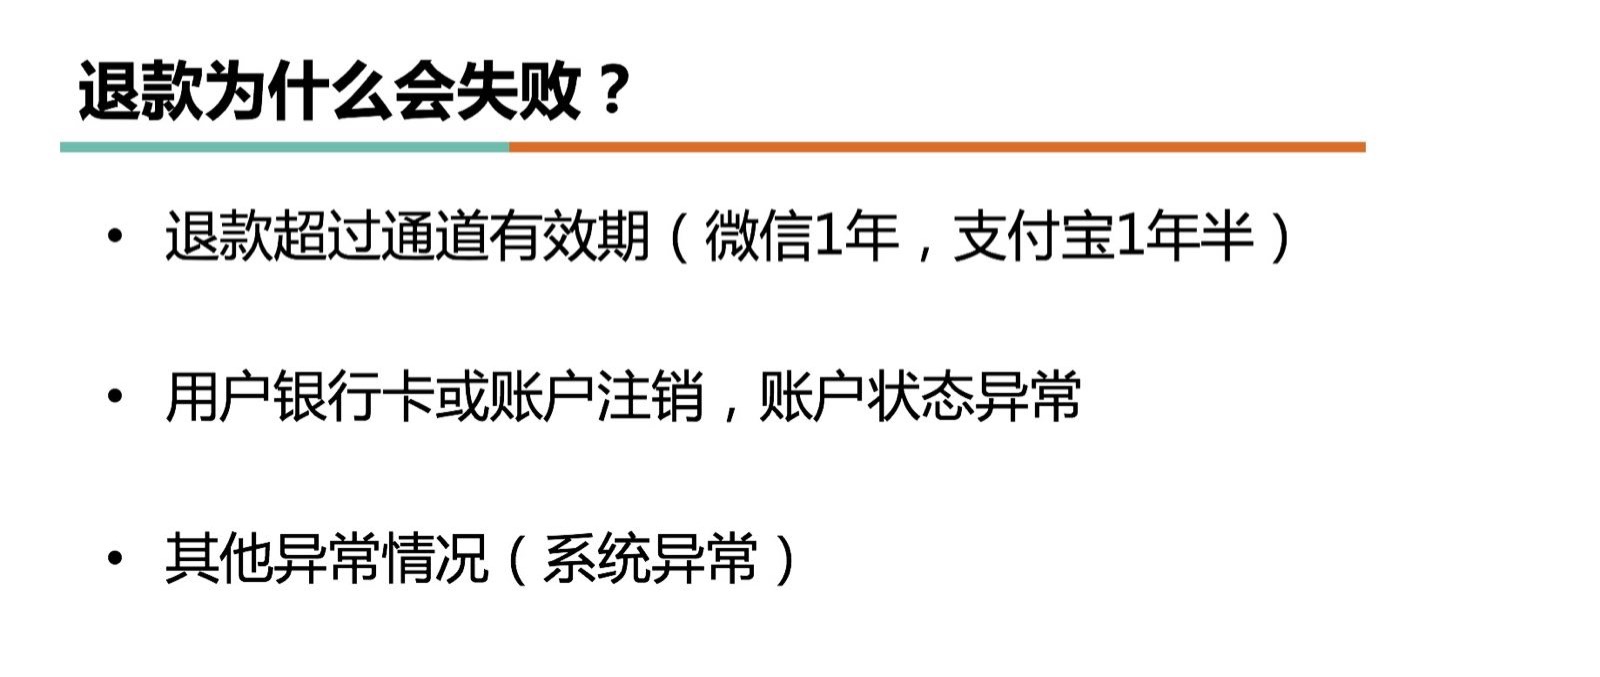 退款为什么会失败？
• 退款超过通道有效期（微信1年，支付宝1年半）
• 用户银行卡或账户注销，账户状态异常
• 其他异常情况（系统异常）